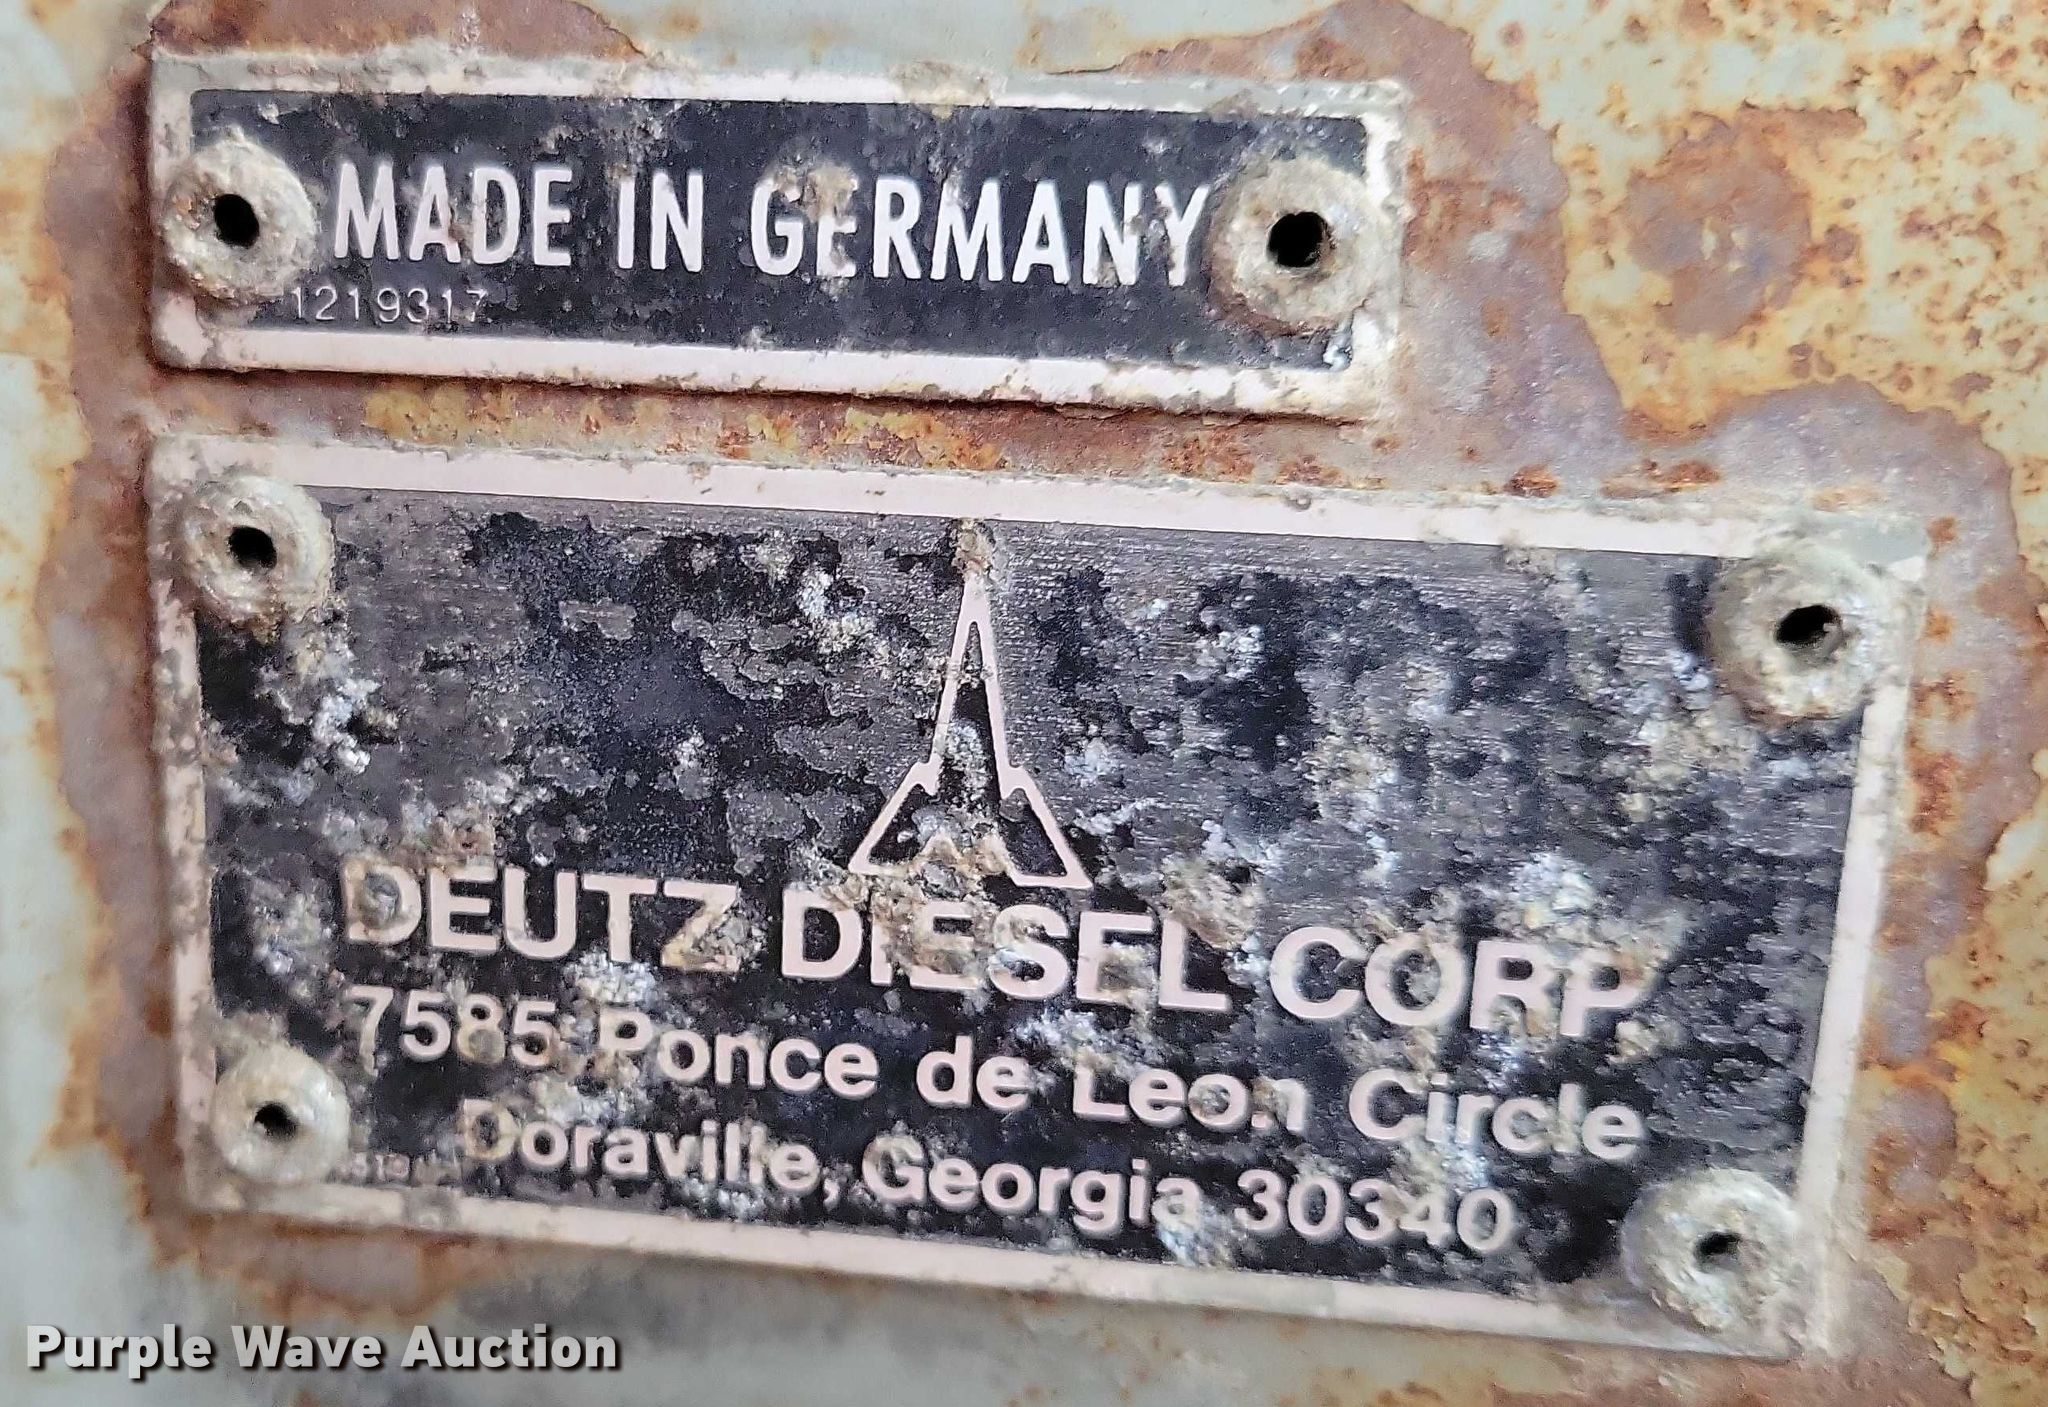 MADE IN GERMANY
1219317
DEUTZ DIESEL CORP.
7585 Ponce de Leon Circle
Doraville, Georgia 30340
Purple Wave Auction